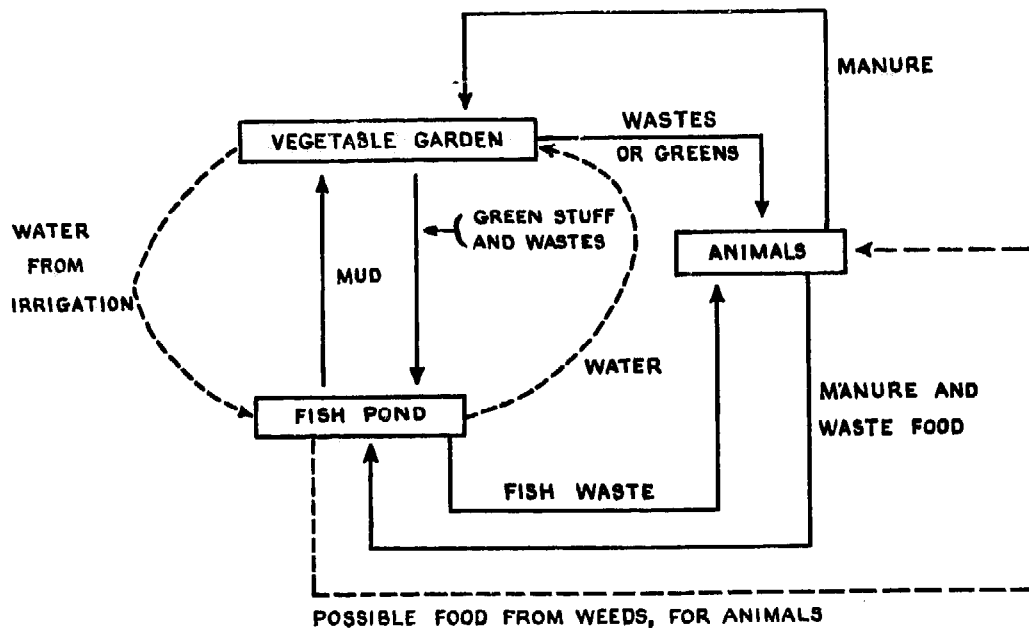 MANURE
WASTES
OR GREENS
VEGETABLE GARDEN
GREEN STUFF
AND WASTES
WATER
FROM
IRRIGATION
ANIMALS
MUD
WATER
MANURE AND
WASTE FOOD
FISH POND
FISH WASTE
POSSIBLE FOOD FROM WEEDS, FOR ANIMALS